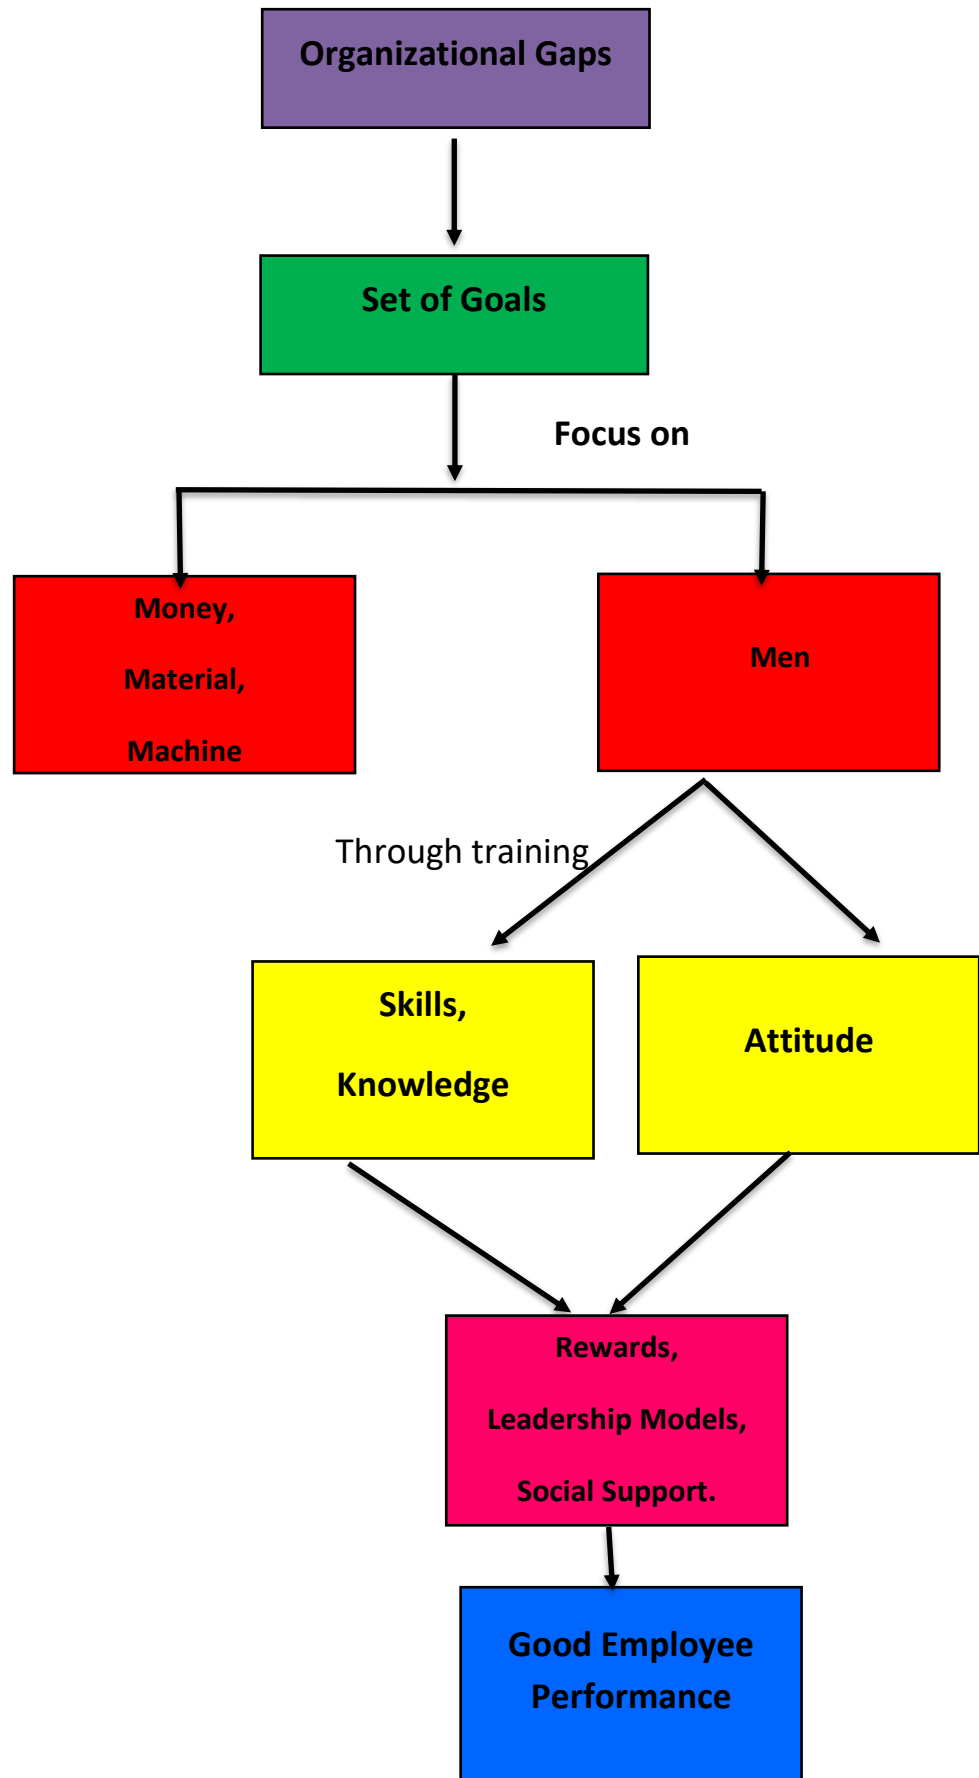 Organizational Gaps
Set of Goals
Focus on
Money,
Material,
Machine
Men
Through training
Skills,
Knowledge
Attitude
Rewards,
Leadership Models,
Social Support.
Good Employee
Performance